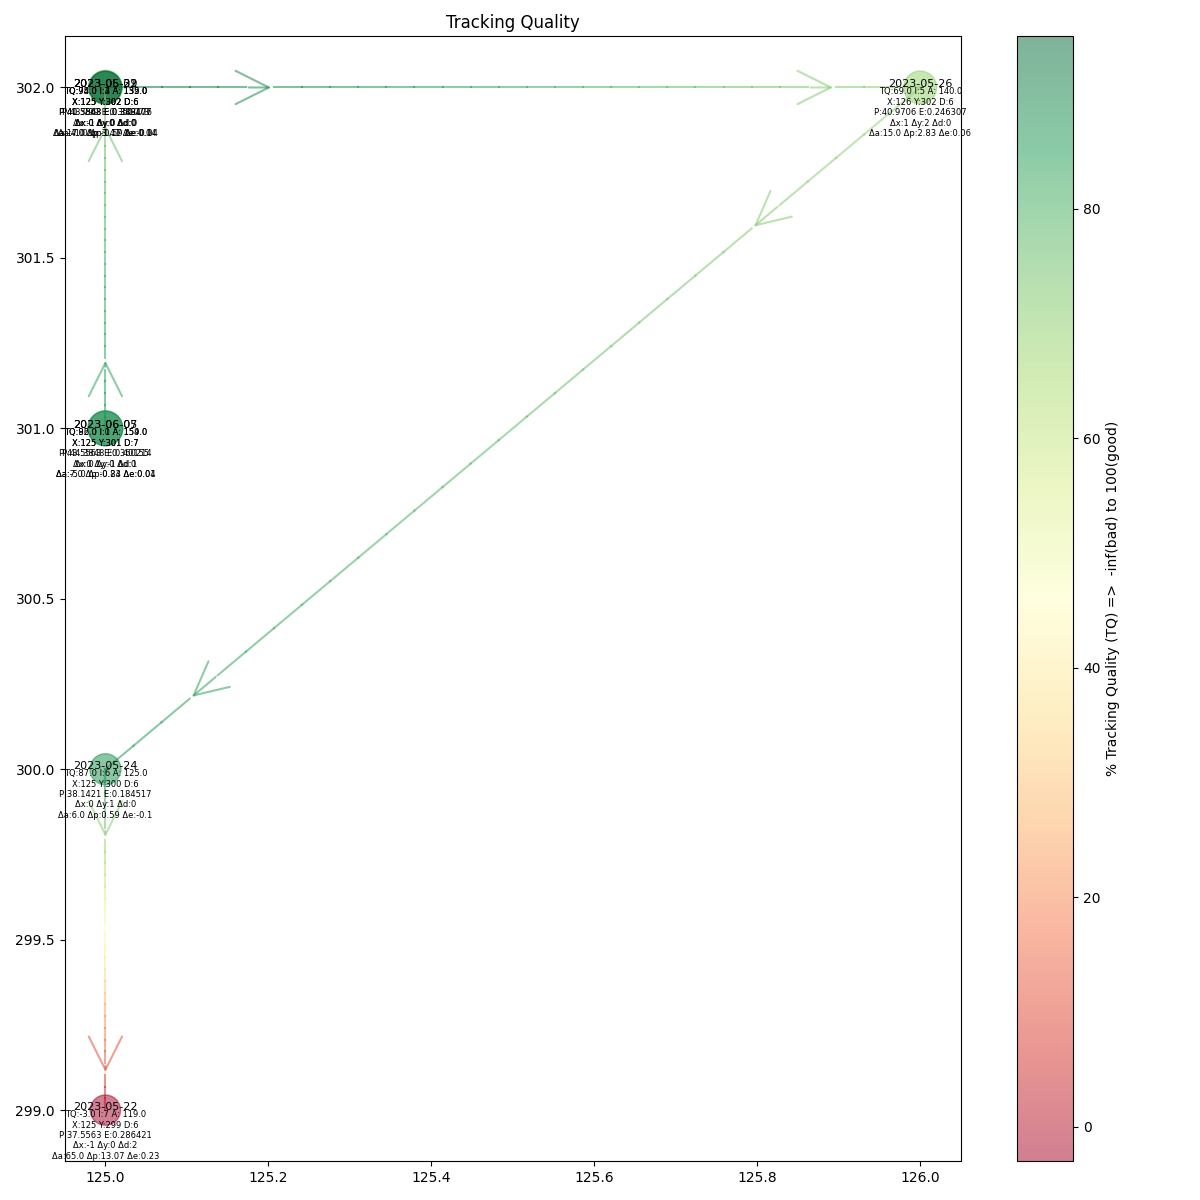 Tracking Quality
302.0
2023-05-26
TQ:69.0 I:5 A: 140.0
X:125 Y:302 D:6
X:126 Y:302 D:6
P:40.9706 E:0.246307
Δx:1 Δy:2 Δd:0
Δa:15.0 Δp:2.83 Δe:0.06
301.5
301.0
X:125 Y:301 D:7
300.5
300.0
2023-05-24
TQ:87.0 I:6 A: 125.0
X:125 Y:300 D:6
P:38.1421 E:0.184517
Δx:0 Δy:1 Δd:0
Δa:6.0 Δp:0.59 Δe:-0.1
299.5
299.0
2023-05-22
TQ:-3.0 I:7 A: 119.0
X:125 Y:299 D:6
P:37.5563 E:0.286421
Δx:-1 Δy:0 Δd:2
Δa:65.0 Δp:13.07 Δe:0.23
125.0 125.2 125.4 125.6 125.8 126.0
80
60
40
20
0
% Tracking Quality (TQ) => -inf(bad) to 100(good)